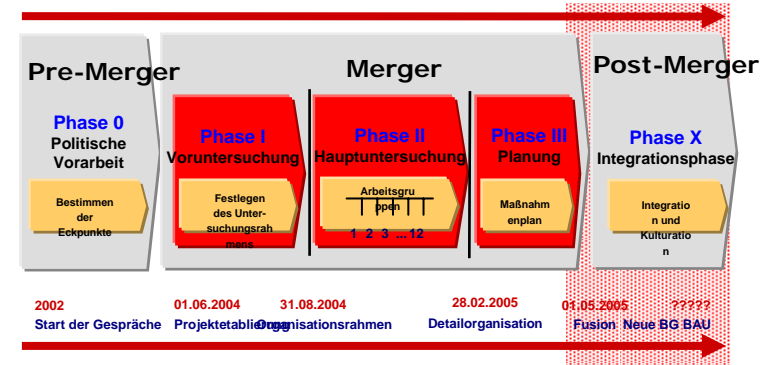 Pre-Merger
Merger
Post-Merger
Phase 0
Politische
Vorarbeit
Bestimmen
der
Eckpunkte
Phase I
Voruntersuchung
Festlegen
des Unter-
suchungsrah
mens
Phase II
Hauptuntersuchung
Arbeitsgru
ppen
1 2 3 ... 12
Phase III
Planung
Maßnahm
enplan
Phase X
Integrationsphase
Integratio
n und
Kulturatio
n
2002
Start der Gespräche
01.06.2004
Projektetablierung
31.08.2004
Organisationsrahmen
28.02.2005
Detailorganisation
01.05.2005
Fusion
?????
Neue BG BAU